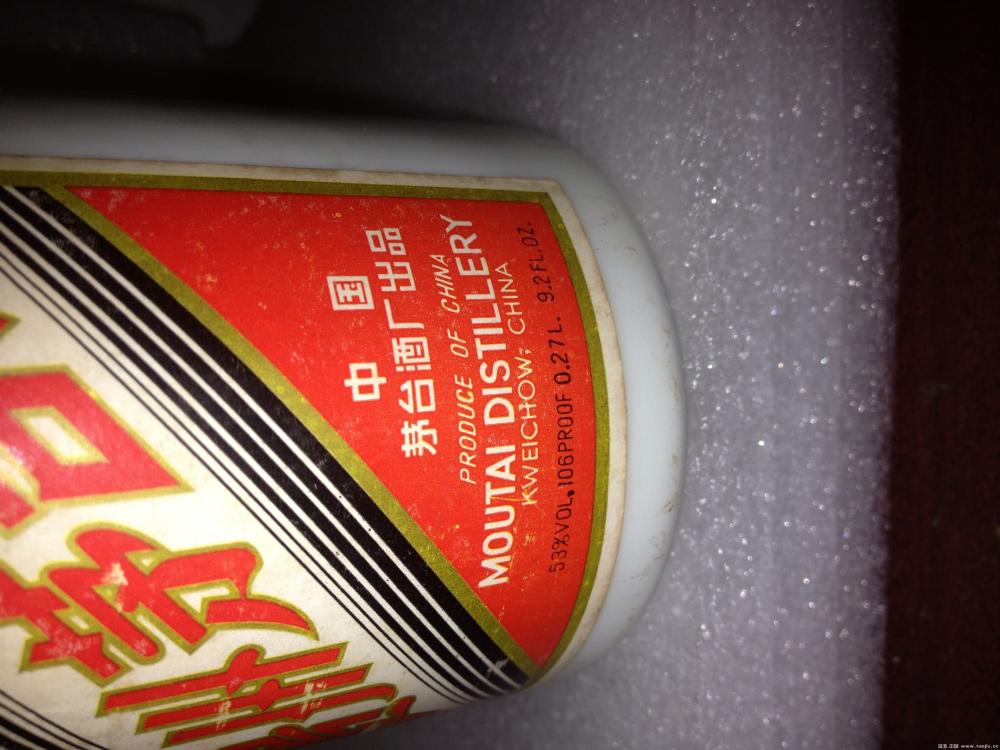 中 国
茅台酒厂出品
PRODUCE OF CHINA
MOUTAI DISTILLERY
KWEICHOW, CHINA
53%VOL,106PROOF 0.27L. 9.2FL.OZ.